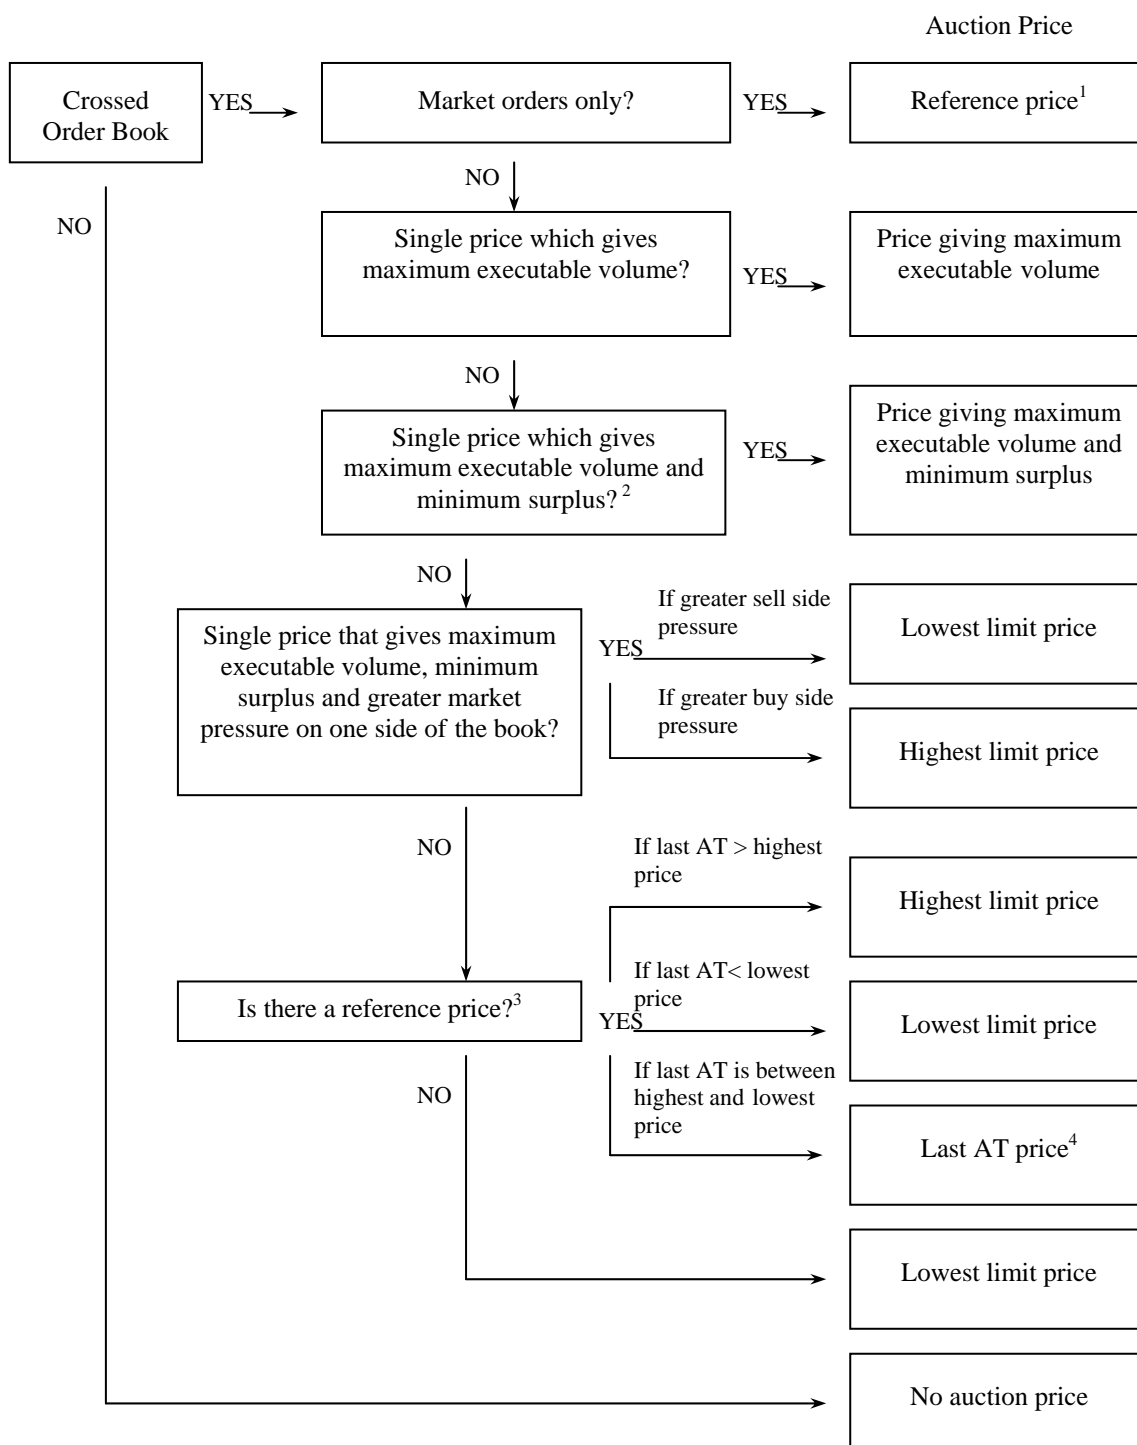 Auction Price
Crossed
Order Book
YES
Market orders only?
YES
Reference price1
NO
NO
Single price which gives
maximum executable volume?
YES
Price giving maximum
executable volume
NO
Single price which gives
maximum executable volume and
minimum surplus? 2
YES
Price giving maximum
executable volume and
minimum surplus
NO
Single price that gives maximum
executable volume, minimum
surplus and greater market
pressure on one side of the book?
YES
If greater sell side
pressure
Lowest limit price
If greater buy side
pressure
Highest limit price
NO
If last AT > highest
price
Highest limit price
Is there a reference price?3
YES
If last AT< lowest
price
Lowest limit price
NO
If last AT is between
highest and lowest
price
Last AT price4
Lowest limit price
No auction price